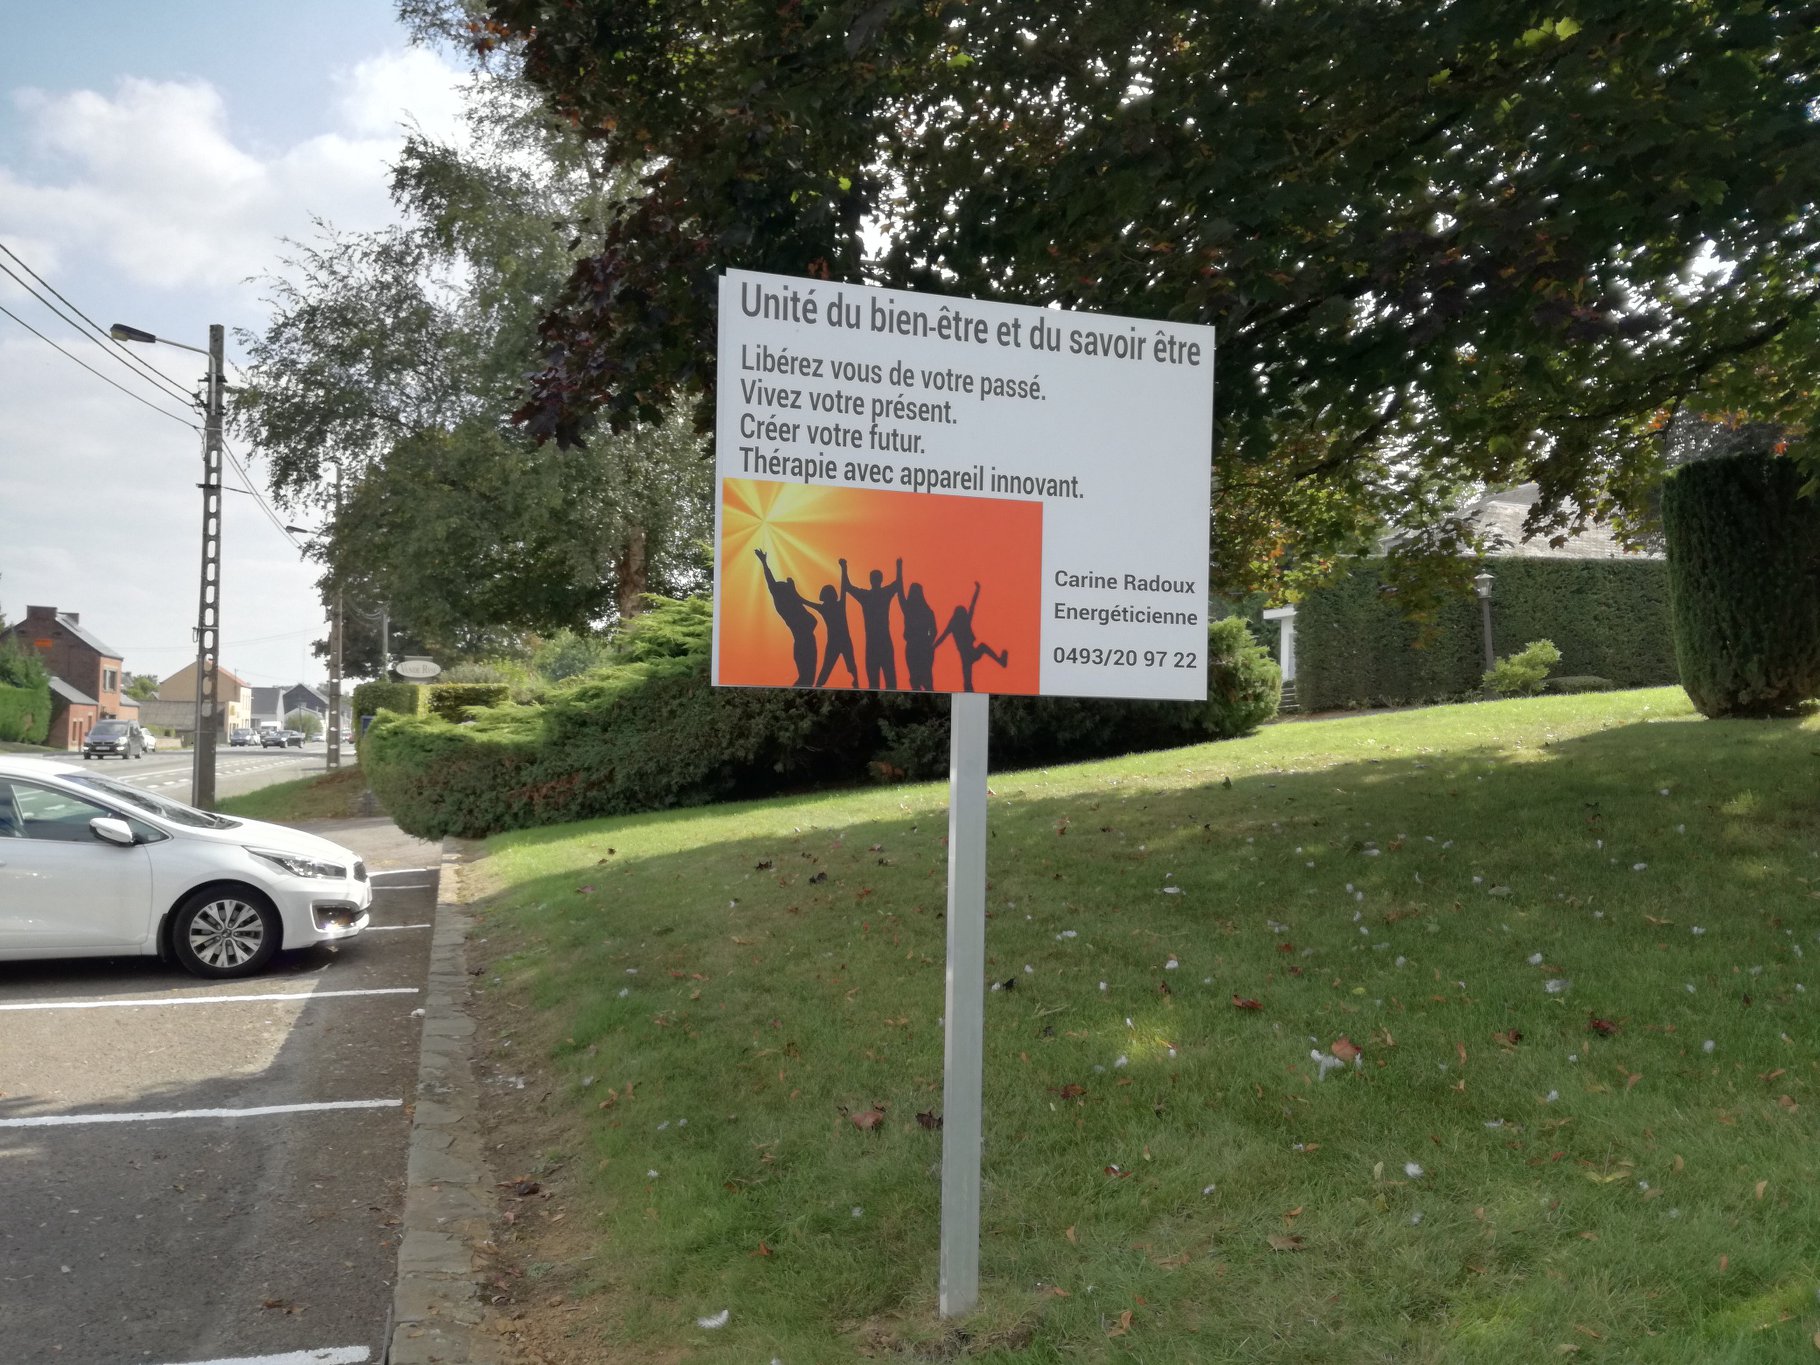 Unité du bien-être et du savoir être
Libérez vous de votre passé.
Vivez votre présent.
Créer votre futur.
Thérapie avec appareil innovant.
Carine Radoux
Energéticienne
0493/20 97 22